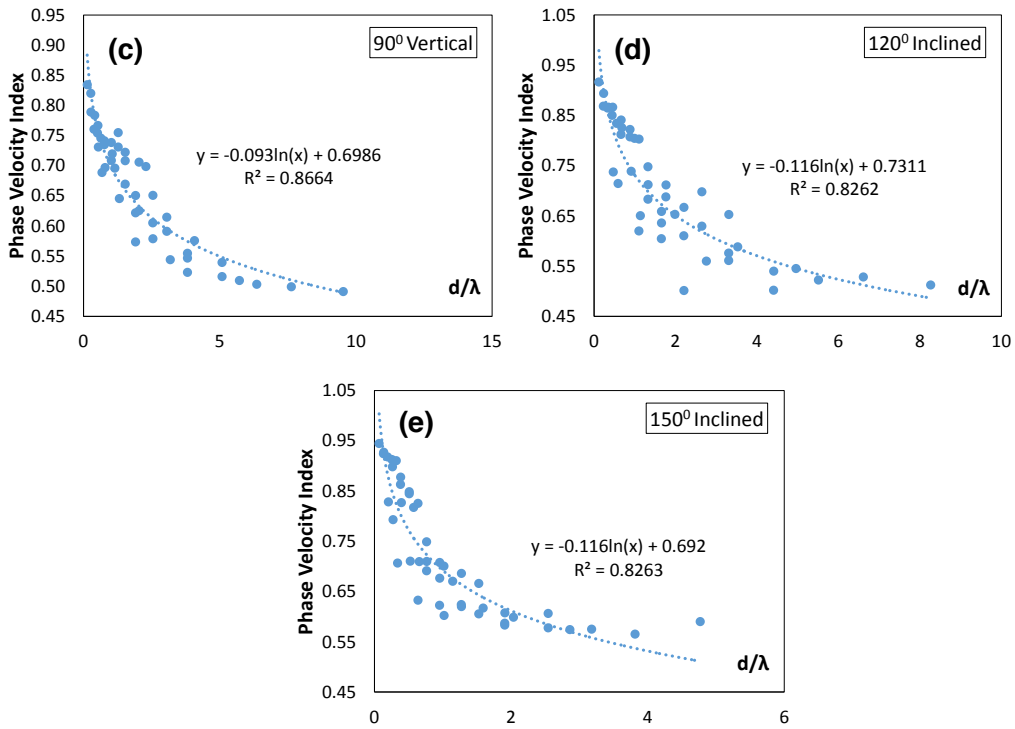 (c)
90⁰ Vertical
Phase Velocity Index
0.95
0.90
0.85
0.80
0.75
0.70
0.65
0.60
0.55
0.50
0.45
y = -0.093ln(x) + 0.6986
R² = 0.8664
d/λ
0 5 10 15
(d)
120⁰ Inclined
Phase Velocity Index
1.05
0.95
0.85
0.75
0.65
0.55
0.45
y = -0.116ln(x) + 0.7311
R² = 0.8262
d/λ
0 2 4 6 8 10
(e)
150⁰ Inclined
Phase Velocity Index
1.05
0.95
0.85
0.75
0.65
0.55
0.45
y = -0.116ln(x) + 0.692
R² = 0.8263
d/λ
0 2 4 6